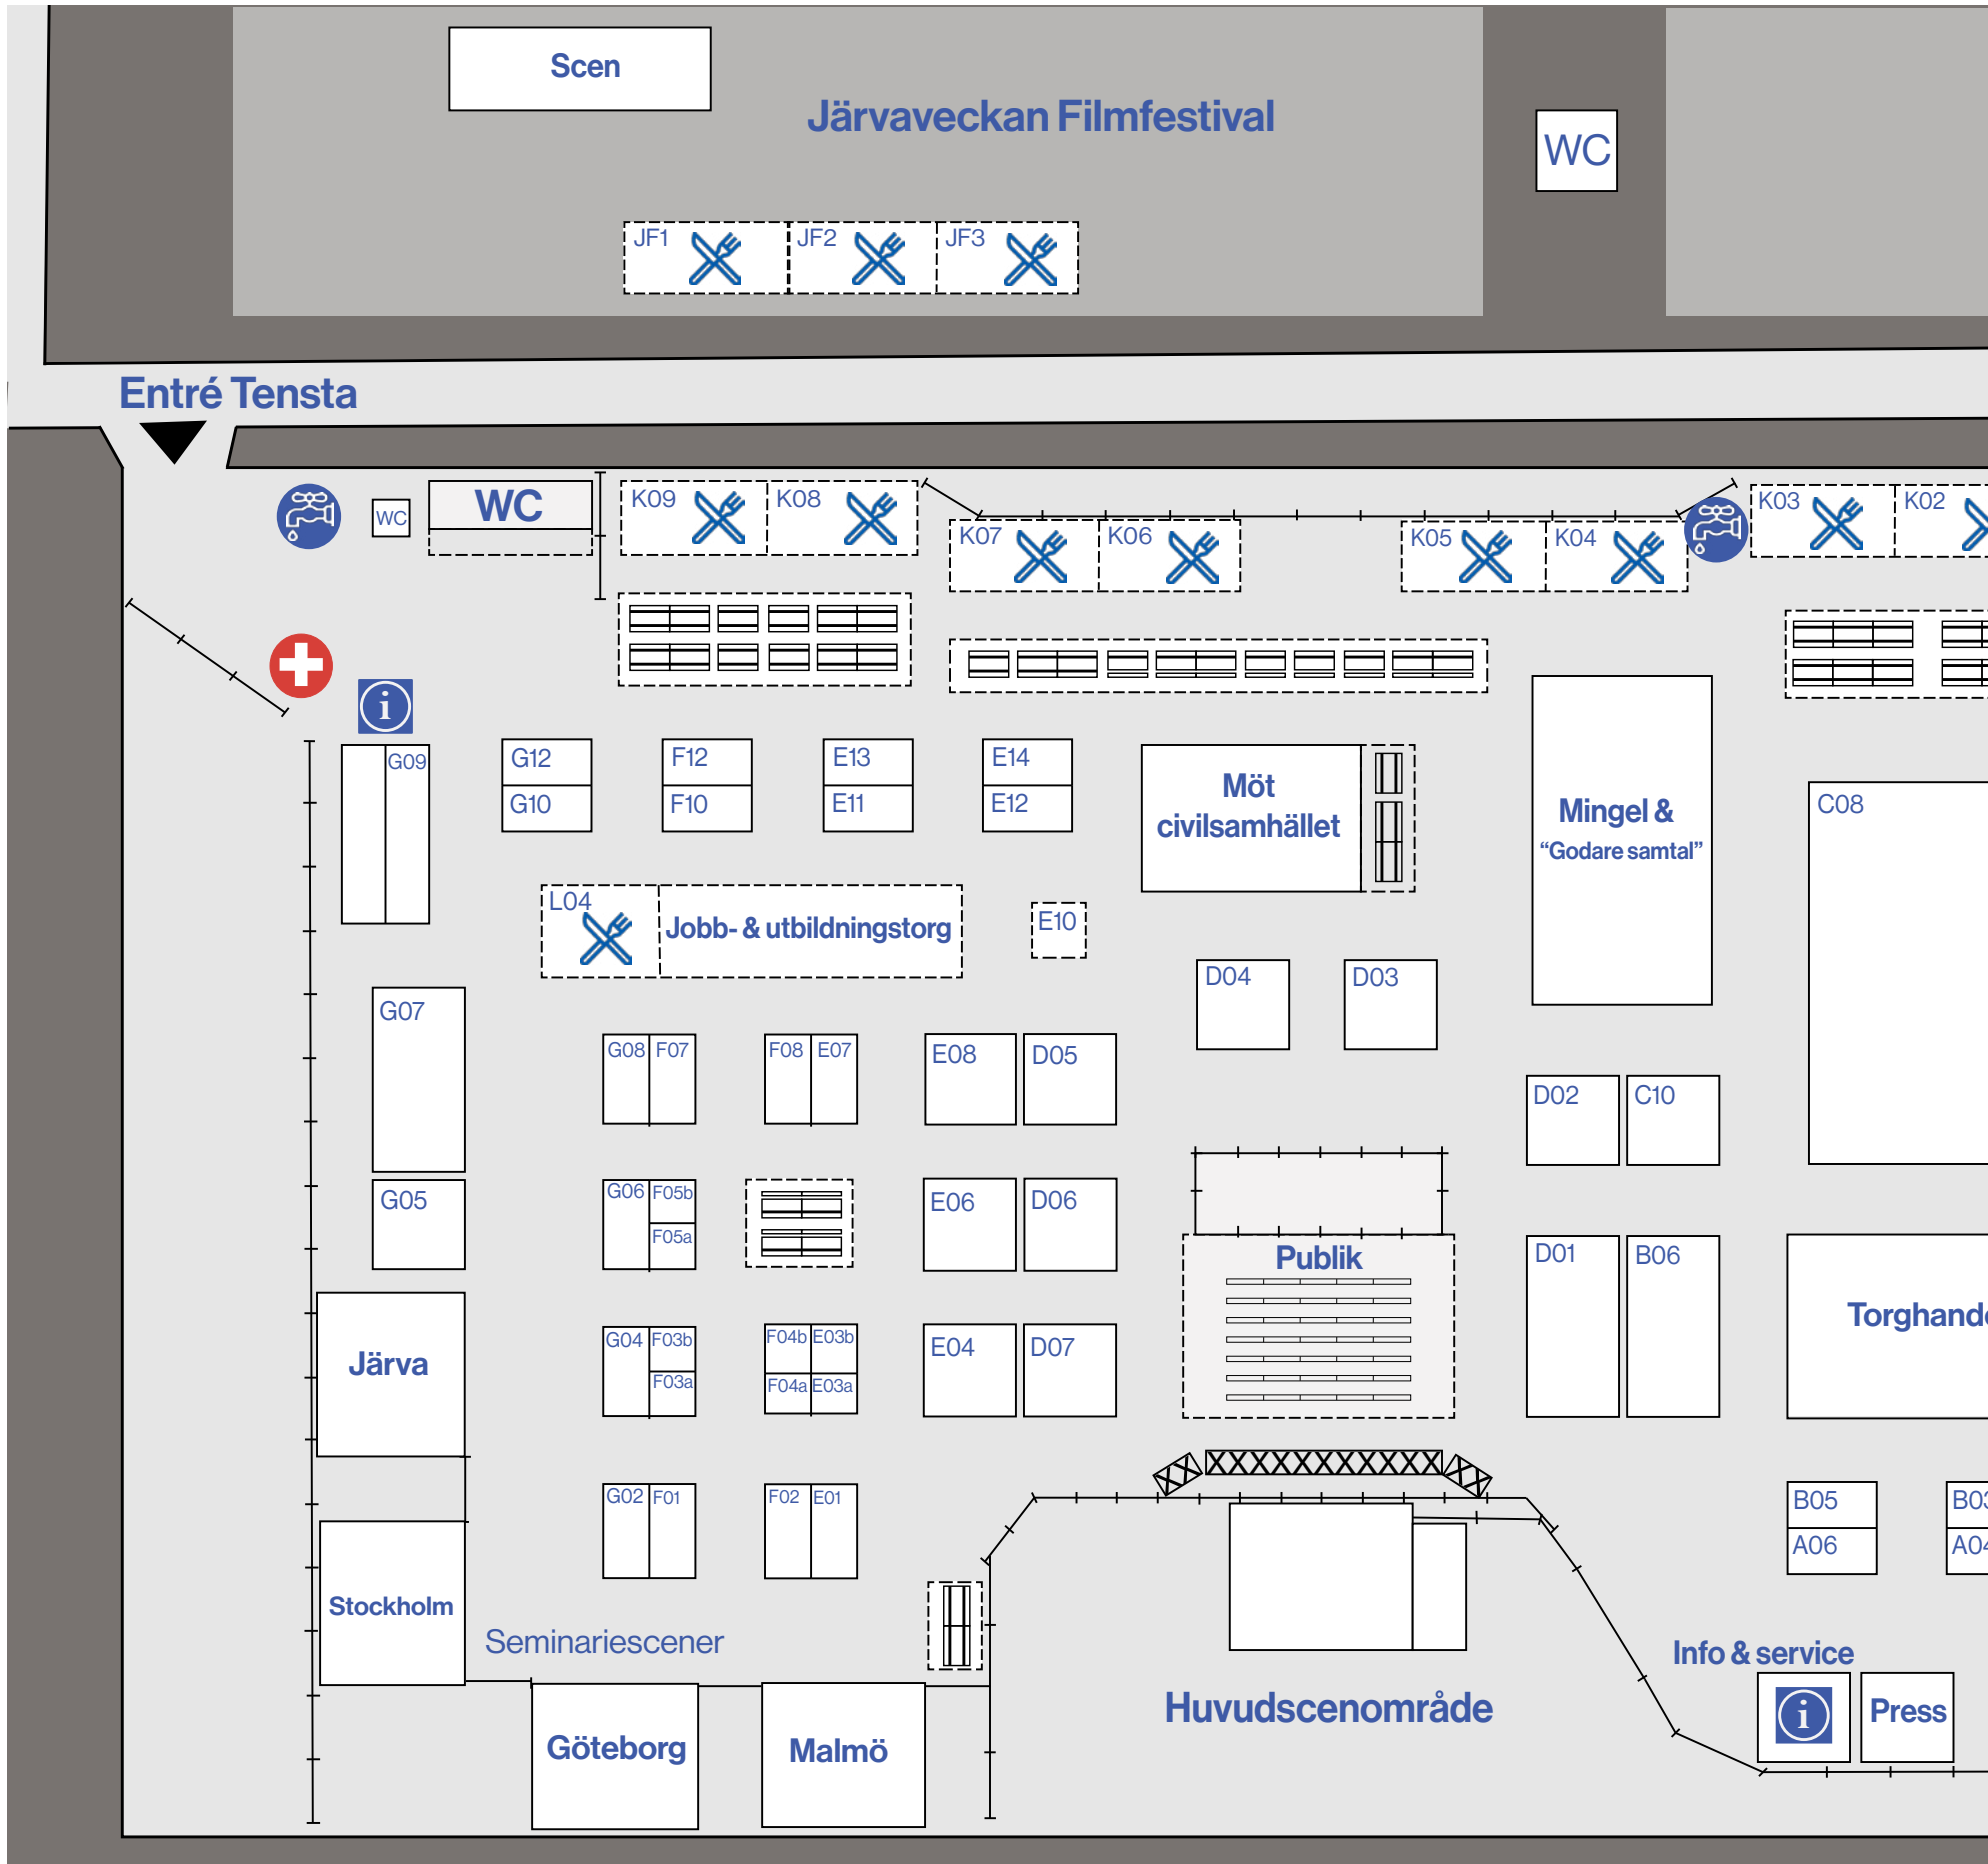 Scen
Järvaveckan Filmfestival
WC
JF1
JF2
JF3
Entré Tensta
WC
WC
K09
K08
K07
K06
K05
K04
K03
K02
i
G09
G12
G10
F12
F10
E13
E11
E14
E12
Möt
civilsamhället
Mingel &
“Godare samtal”
C08
L04
Jobb- & utbildningstorg
E10
D04
D03
G07
G08
F07
F08
E07
E08
D05
D02
C10
G05
G06
F05b
F05a
E06
D06
Publik
D01
B06
Torghande
Järva
G04
F03b
F03a
F04b
E03b
F04a
E03a
E04
D07
G02
F01
F02
E01
B05
A06
B03
A04
Stockholm
Seminariescener
Göteborg
Malmö
Huvudscenområde
Info & service
i
Press